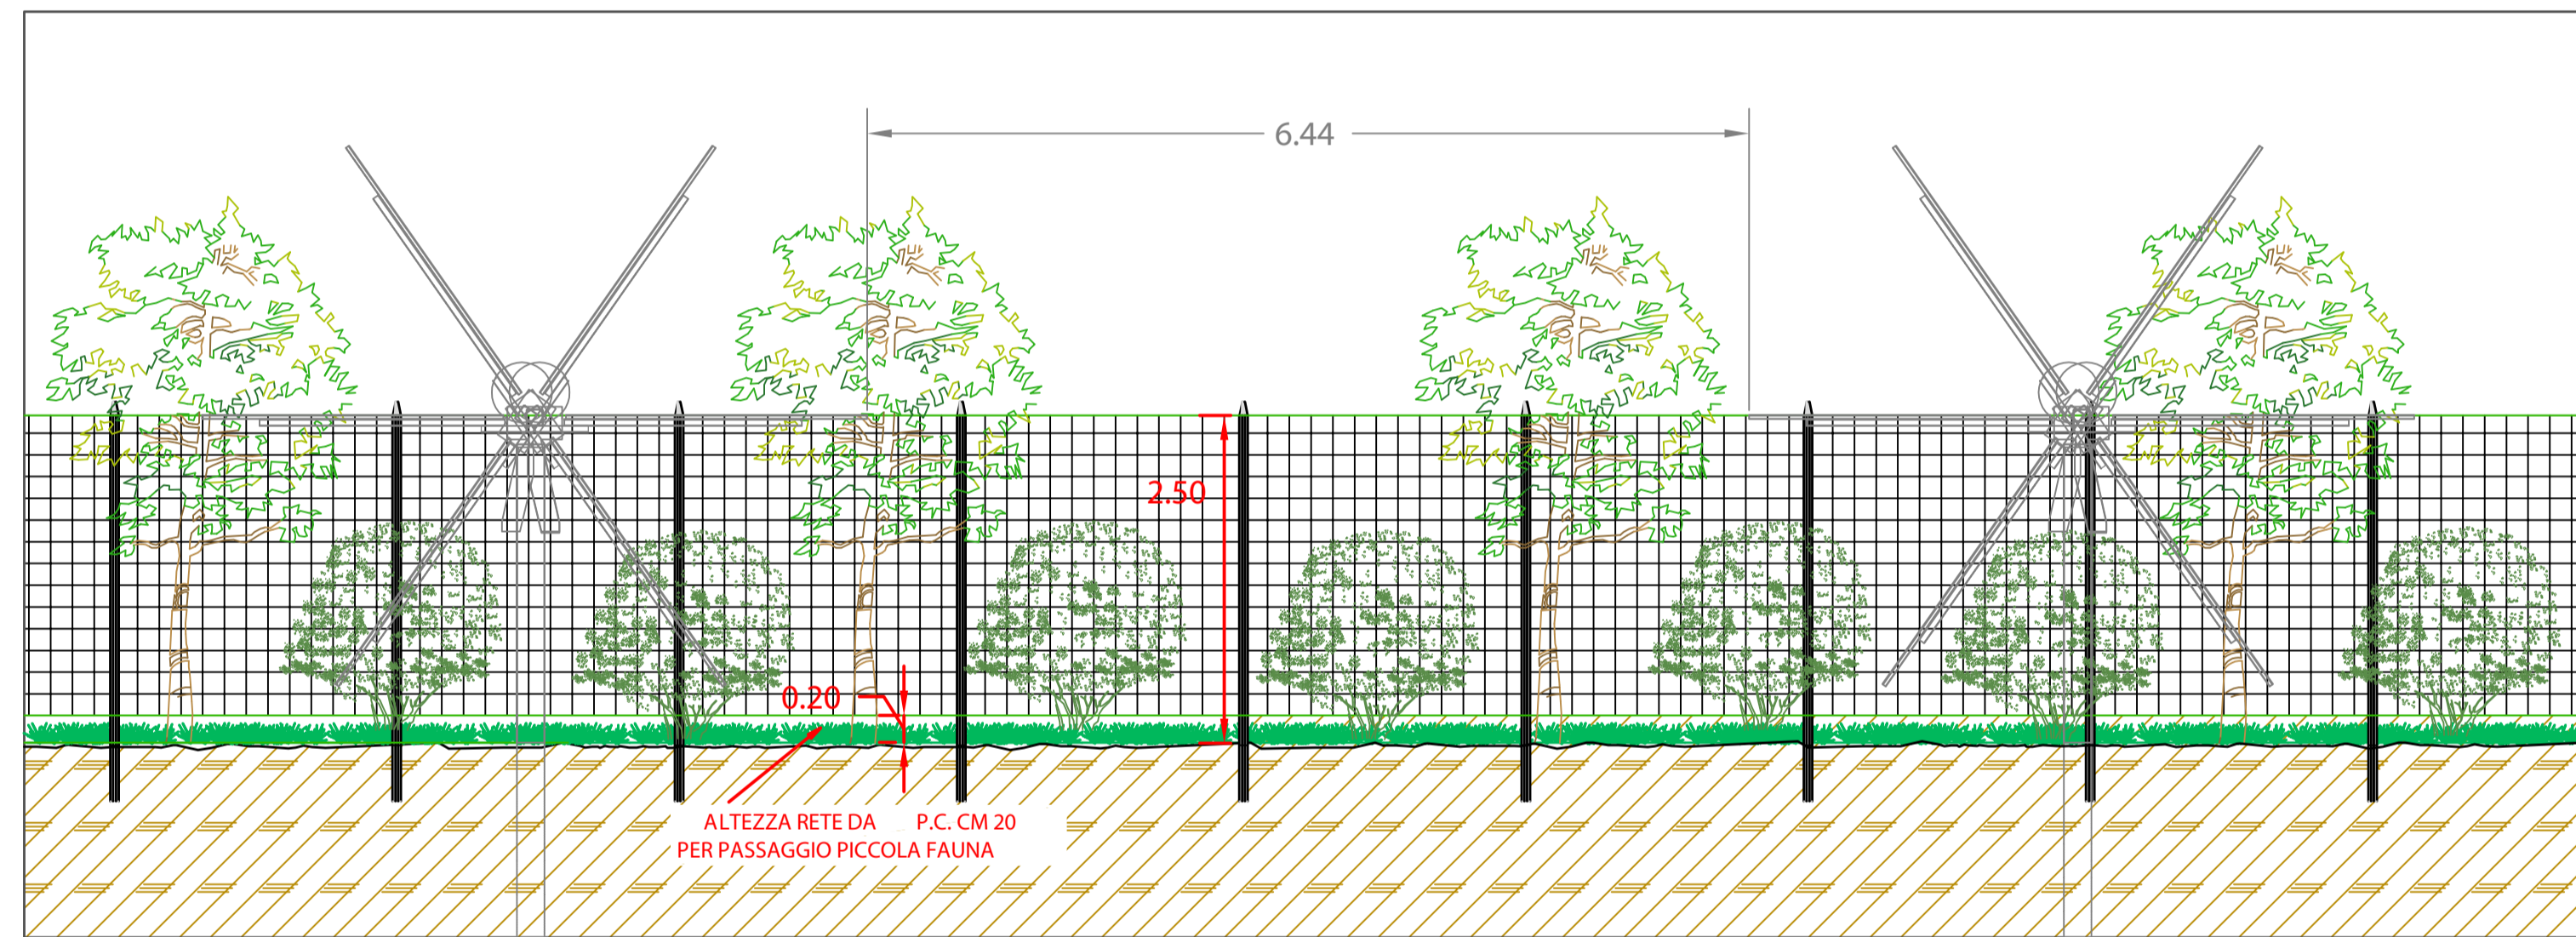 6.44
2.50
0.20
ALTEZZA RETE DA P.C. CM 20
PER PASSAGGIO PICCOLA FAUNA